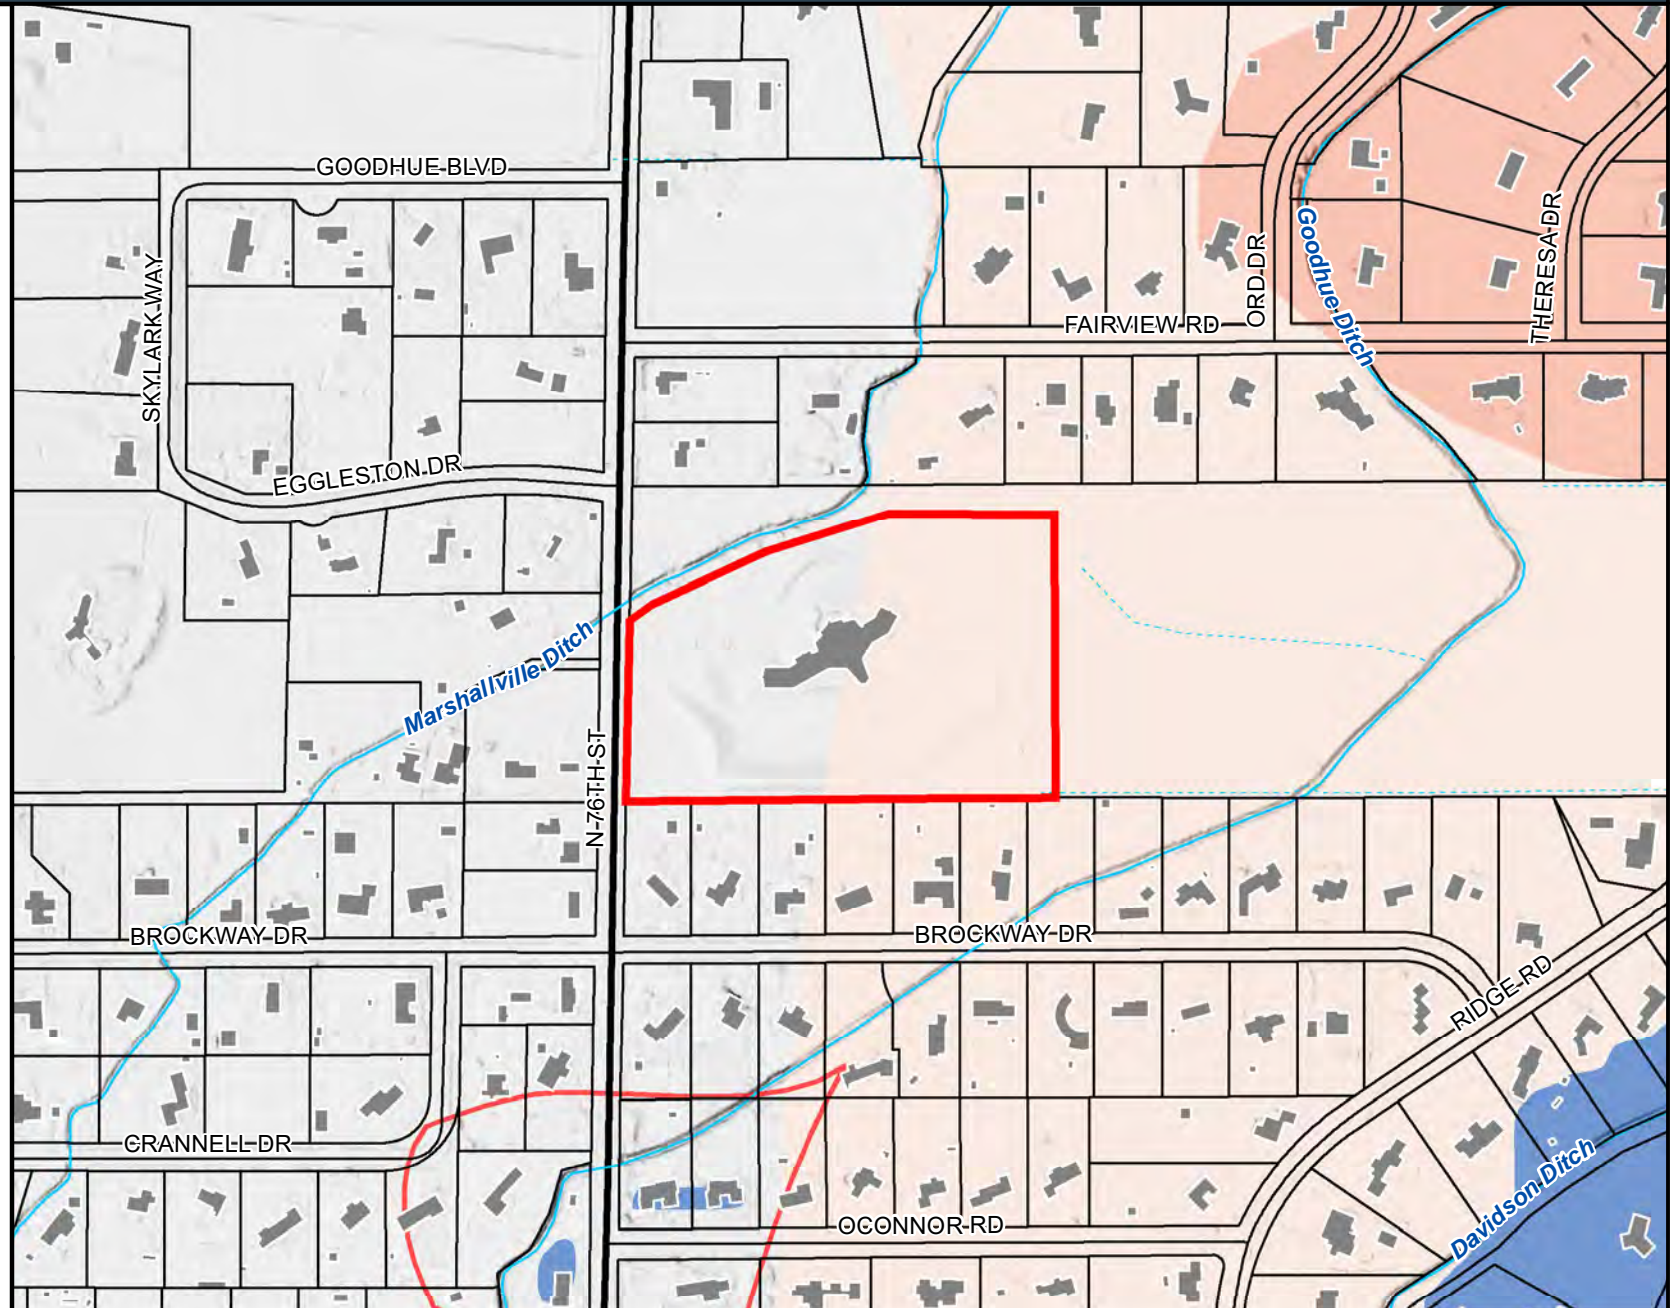 GOODHUE BLVD
SKYLARK WAY
ORD DR
Goodhue Ditch
THERESA DR
FAIRVIEW RD
EGGLESTON DR
Marshallville Ditch
N 76TH ST
BROCKWAY DR
BROCKWAY DR
RIDGE RD
CRANNELL DR
Davidson Ditch
OCONNOR RD